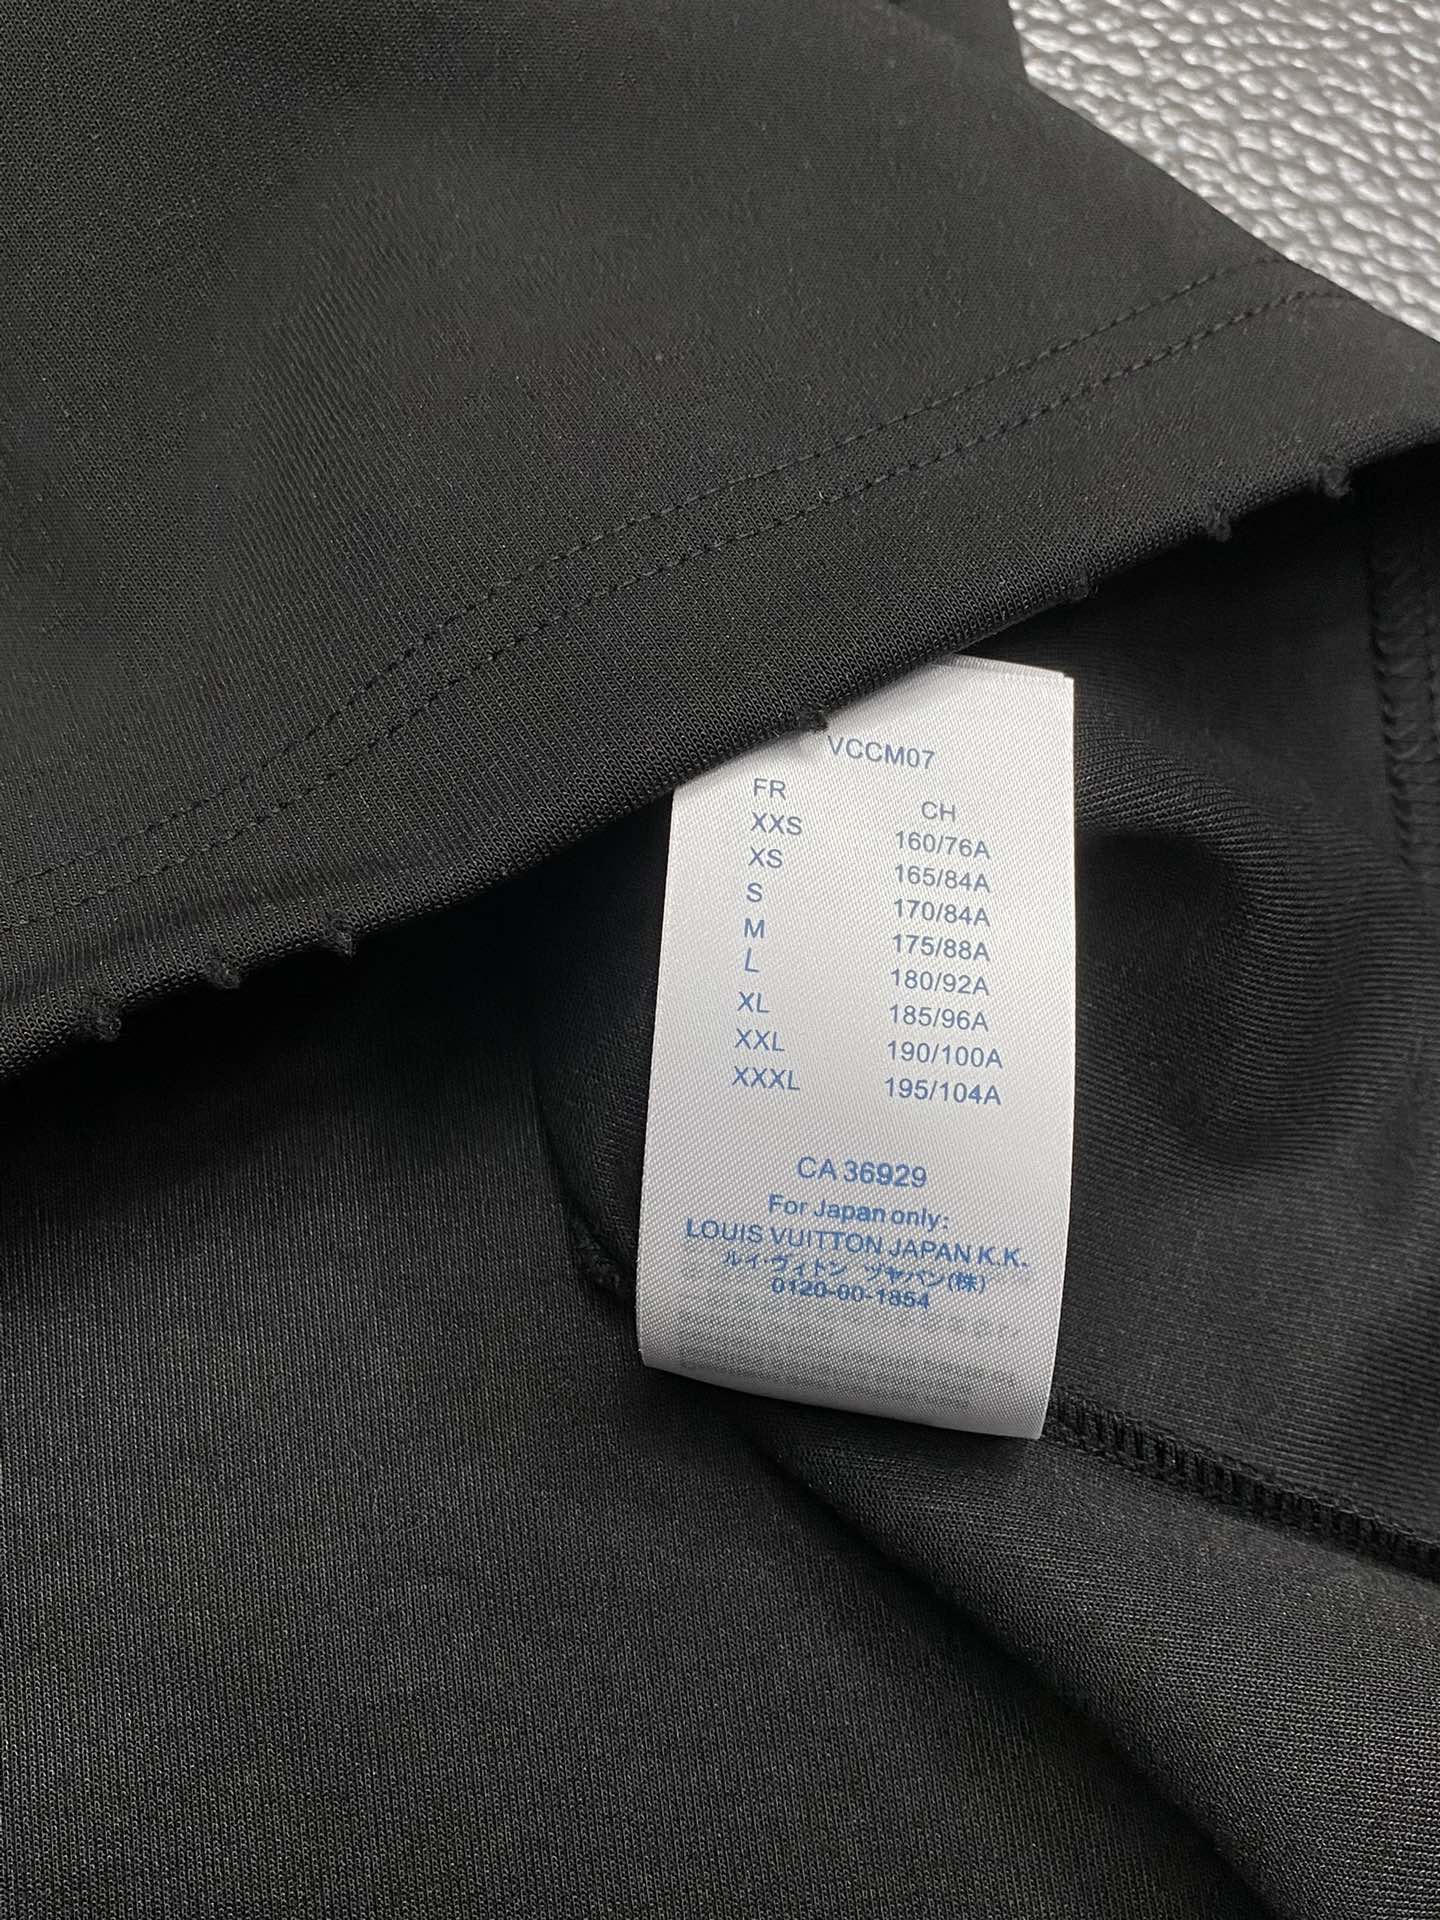 VCCM07
FR CH
XXS 160/76A
XS 165/84A
S 170/84A
M 175/88A
L 180/92A
XL 185/96A
XXL 190/100A
XXXL 195/104A
CA 36929
For Japan only:
LOUIS VUITTON JAPAN K.K.
ルイ・ヴィトン ヅャパン(株)
0120-00-1854